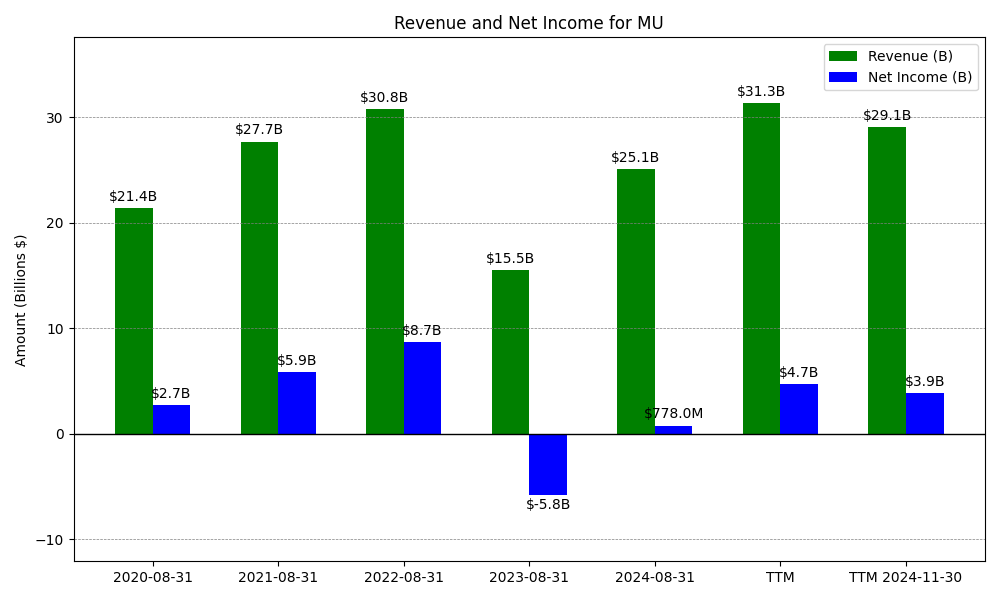 Revenue and Net Income for MU
Revenue (B)
Net Income (B)
Amount (Billions $)
30
20
10
0
−10
$21.4B
$2.7B
$27.7B
$5.9B
$30.8B
$8.7B
$15.5B
$-5.8B
$25.1B
$778.0M
$31.3B
$4.7B
$29.1B
$3.9B
2020-08-31
2021-08-31
2022-08-31
2023-08-31
2024-08-31
TTM
TTM 2024-11-30